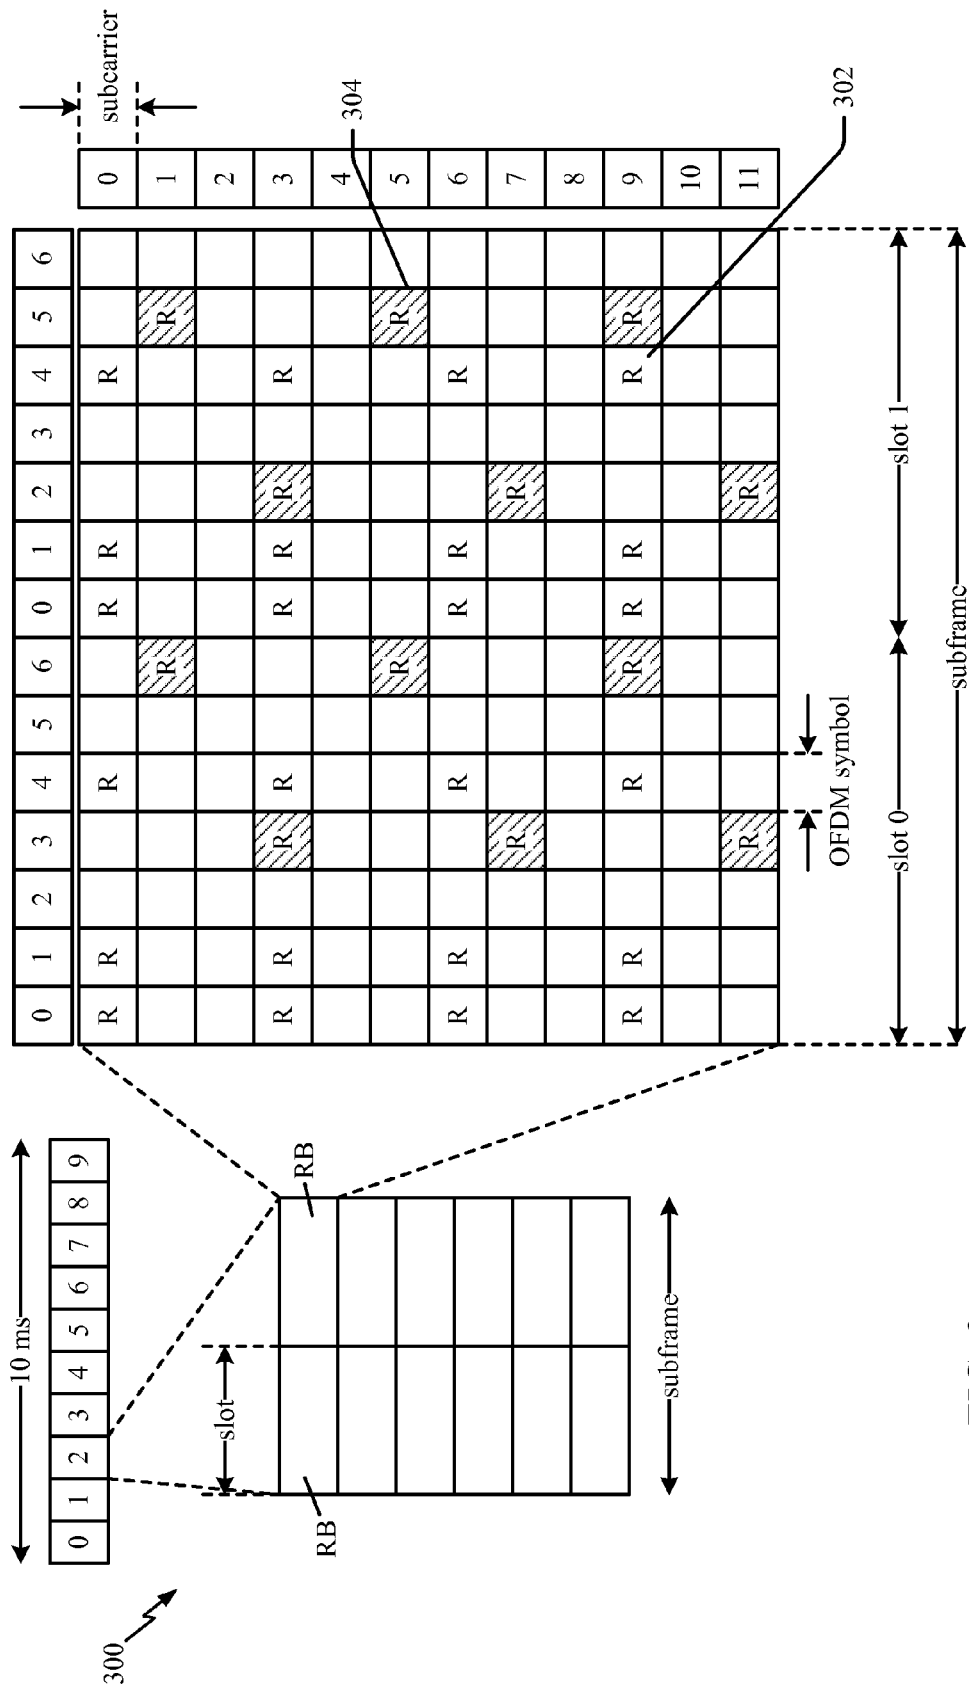 10 ms
0 1 2 3 4 5 6 7 8 9
300
slot
RB
RB
subframe
0 1 2 3 4 5 6 0 1 2 3 4 5 6
R R R R R R 0
R R 1
2
R R R R R R R R 3
4
R R 5
R R R R R R 6
R R 7
8
R R R R R R R R 9
10
R R 11
subcarrier
304
302
OFDM symbol
slot 0
slot 1
subframe